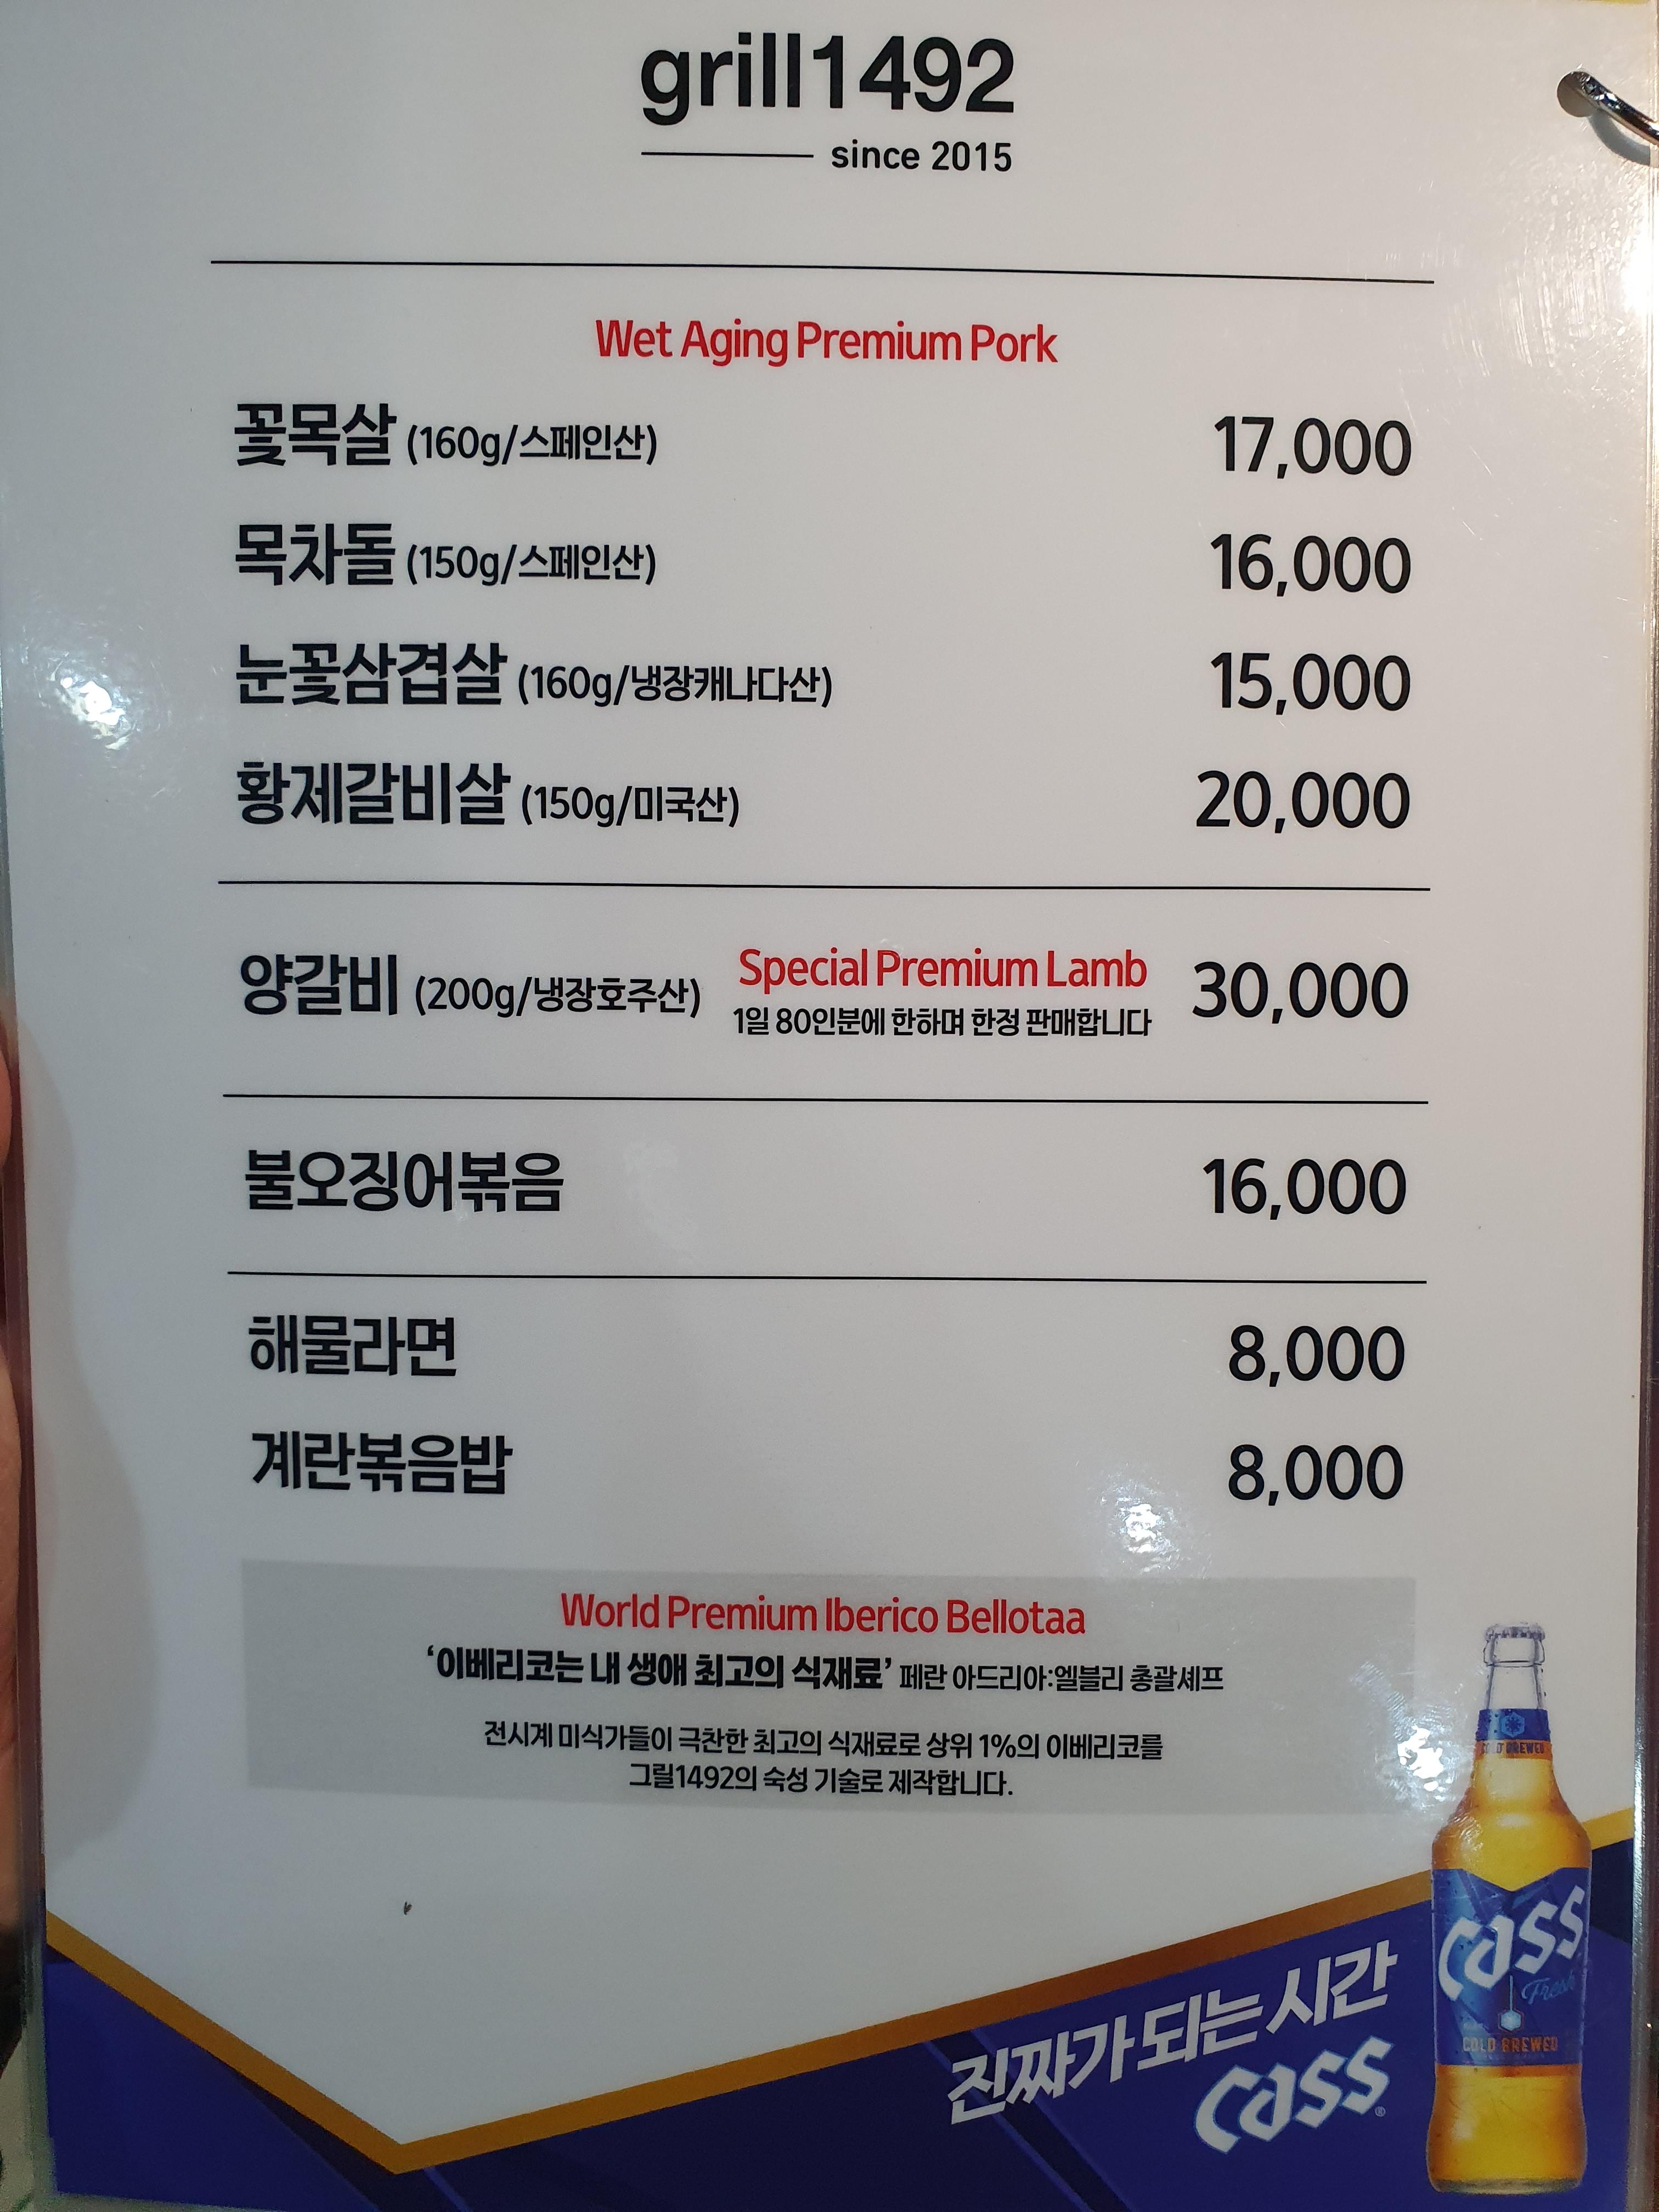 grill1492
since 2015
Wet Aging Premium Pork
꽃목살 (160g/스페인산) 17,000
목차돌 (150g/스페인산) 16,000
눈꽃삼겹살 (160g/냉장캐나다산) 15,000
황제갈비살 (150g/미국산) 20,000
양갈비 (200g/냉장호주산) Special Premium Lamb 30,000
1일 80인분에 한하며 한정 판매합니다
불오징어볶음 16,000
해물라면 8,000
계란볶음밥 8,000
World Premium Iberico Bellotaa
‘이베리코는 내 생애 최고의 식재료’ 페란 아드리아:엘블리 총괄셰프
전시계 미식가들이 극찬한 최고의 식재료로 상위 1%의 이베리코를
그릴1492의 숙성 기술로 제작합니다.
COLD BREWED
cass
Fresh
COLD BREWED
진짜가 되는 시간
cass